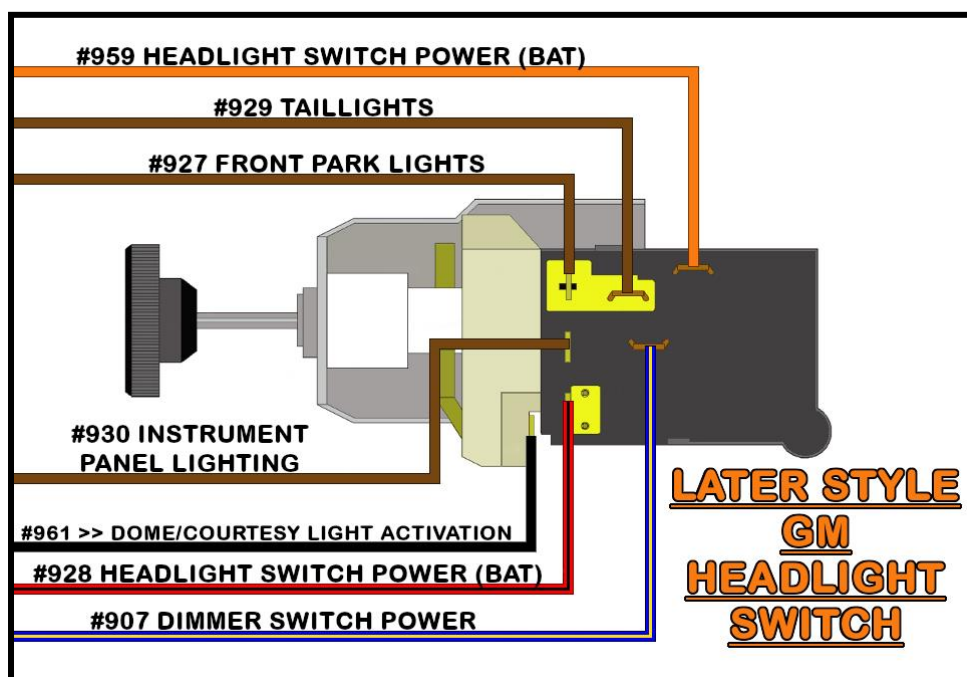 #959 HEADLIGHT SWITCH POWER (BAT)
#929 TAILLIGHTS
#927 FRONT PARK LIGHTS
#930 INSTRUMENT
PANEL LIGHTING
#961 >> DOME/COURTESY LIGHT ACTIVATION
#928 HEADLIGHT SWITCH POWER (BAT)
#907 DIMMER SWITCH POWER
LATER STYLE
GM
HEADLIGHT
SWITCH